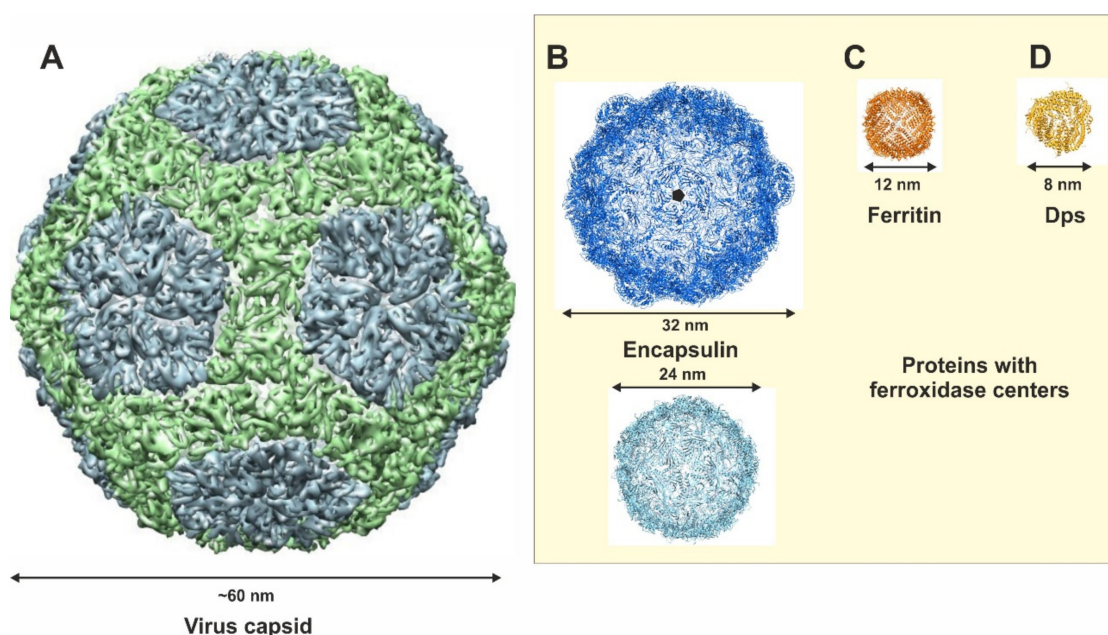 A
~60 nm
Virus capsid
B
32 nm
Encapsulin
24 nm
C
12 nm
Ferritin
D
8 nm
Dps
Proteins with
ferroxidase centers